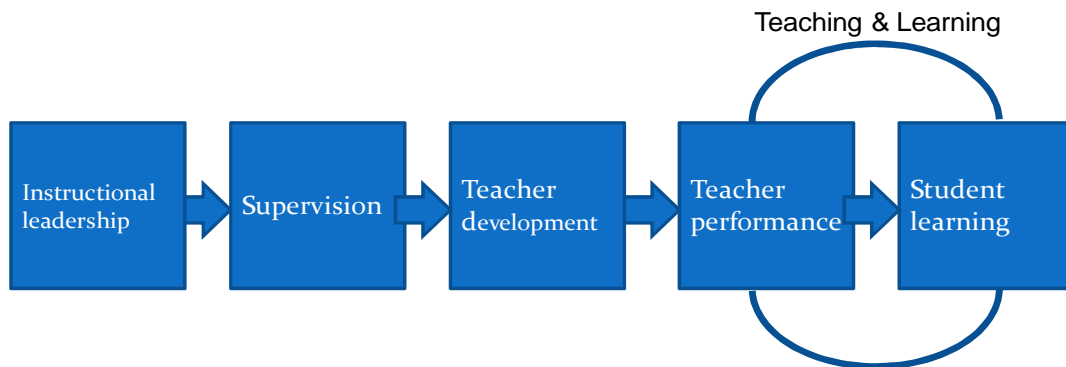 Teaching & Learning
Instructional
leadership
Supervision
Teacher
development
Teacher
performance
Student
learning